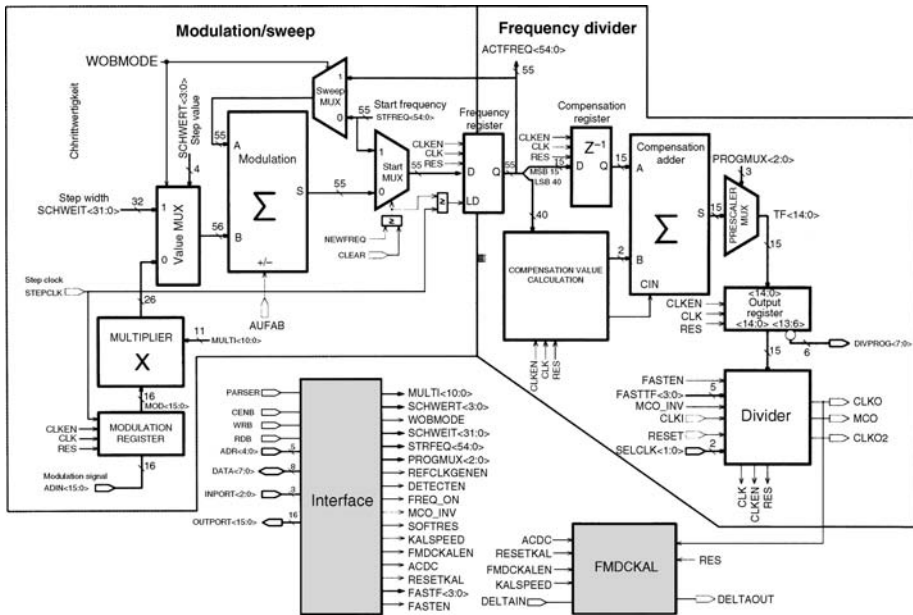 Modulation/sweep
Frequency divider
ACTFREQ<54:0>
WOBMODE
55
Chhrittwertigkeit
SCHWERT<3:0>
Step value
4
Sweep
MUX
1
0
Start frequency
55
STFREQ<54:0>
Frequency
register
Compensation
register
CLKEN
CLK
RES
Z⁻¹
D
Q
15
15
MSB 15
LSB 40
Compensation
adder
A
Σ
S
B
CIN
PROGMUX<2:0>
3
PRESCALER
MUX
15
TF<14:0>
15
55
A
Modulation
Σ
S
B
+/−
55
1
Start MUX
0
55
CLKEN
CLK
RES
D
Q
55
LD
≥
≥
NEWFREQ
CLEAR
Step width
SCHWEIT<31:0>
32
1
Value MUX
0
56
40
COMPENSATION VALUE
CALCULATION
2
CLKEN
CLK
RES
Step clock
STEPCLK
26
AUFAB
MULTIPLIER
X
11
MULTI<10:0>
CLKEN
CLK
RES
<14:0>
Output
register
<14:0>
<13:6>
6
DIVPROG<7:0>
15
16
MOD<15:0>
CLKEN
CLK
RES
MODULATION
REGISTER
Modulation signal
ADIN<15:0>
16
FASTEN
FASTTF<3:0>
5
MCO_INV
CLKI
RESET
SELCLK<1:0>
2
Divider
CLKO
MCO
CLKO2
CLK
CLKEN
RES
PARSER
CENB
WRB
RDB
ADR<4:0>
5
DATA<7:0>
8
INPORT<2:0>
3
OUTPORT<15:0>
16
Interface
MULTI<10:0>
SCHWERT<3:0>
WOBMODE
SCHWEIT<31:0>
STRFEQ<54:0>
PROGMUX<2:0>
REFCLKGENEN
DETECTEN
FREQ_ON
MCO_INV
SOFTRES
KALSPEED
FMDCKALEN
ACDC
RESETKAL
FASTF<3:0>
FASTEN
ACDC
RESETKAL
FMDCKALEN
KALSPEED
DELTAIN
FMDCKAL
RES
DELTAOUT